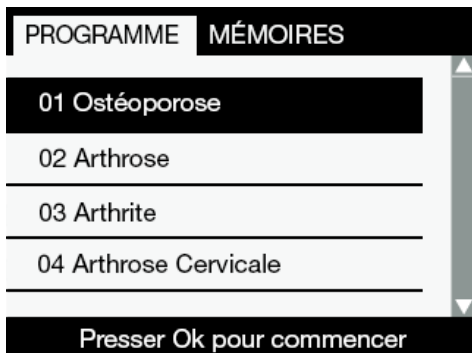 PROGRAMME MÉMOIRES
01 Ostéoporose
02 Arthrose
03 Arthrite
04 Arthrose Cervicale
Presser Ok pour commencer